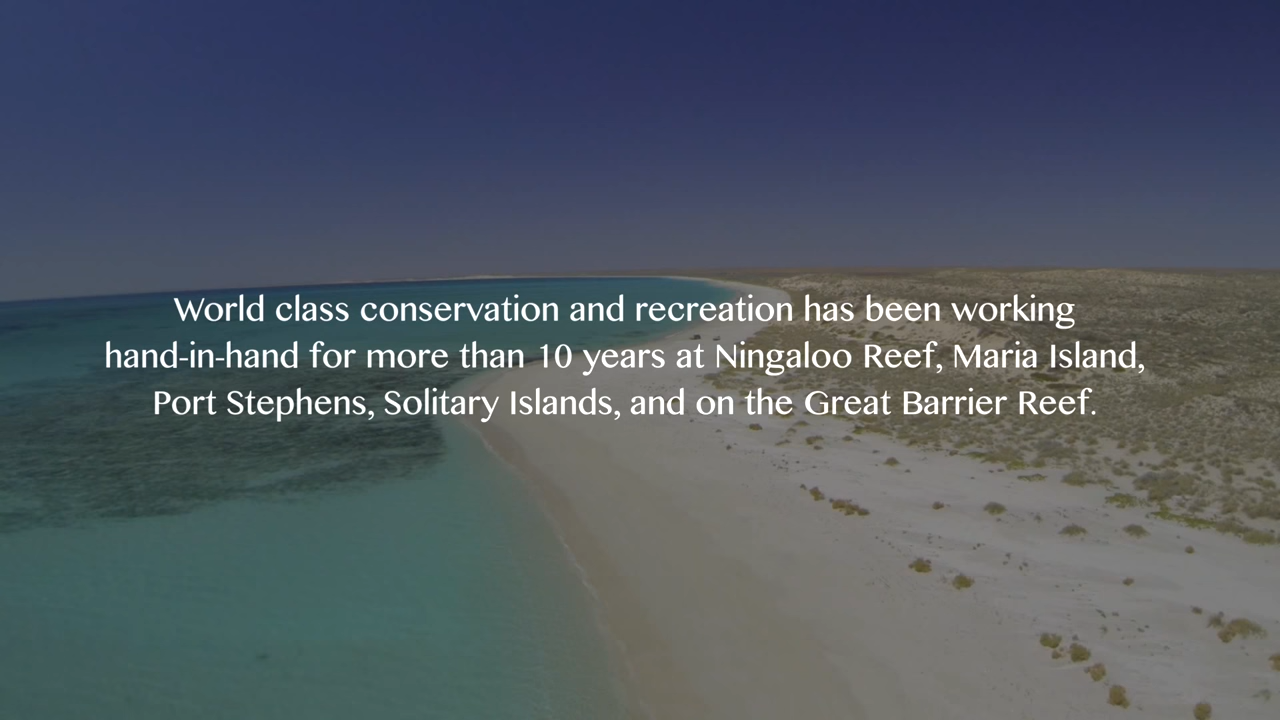 World class conservation and recreation has been working
hand-in-hand for more than 10 years at Ningaloo Reef, Maria Island,
Port Stephens, Solitary Islands, and on the Great Barrier Reef.